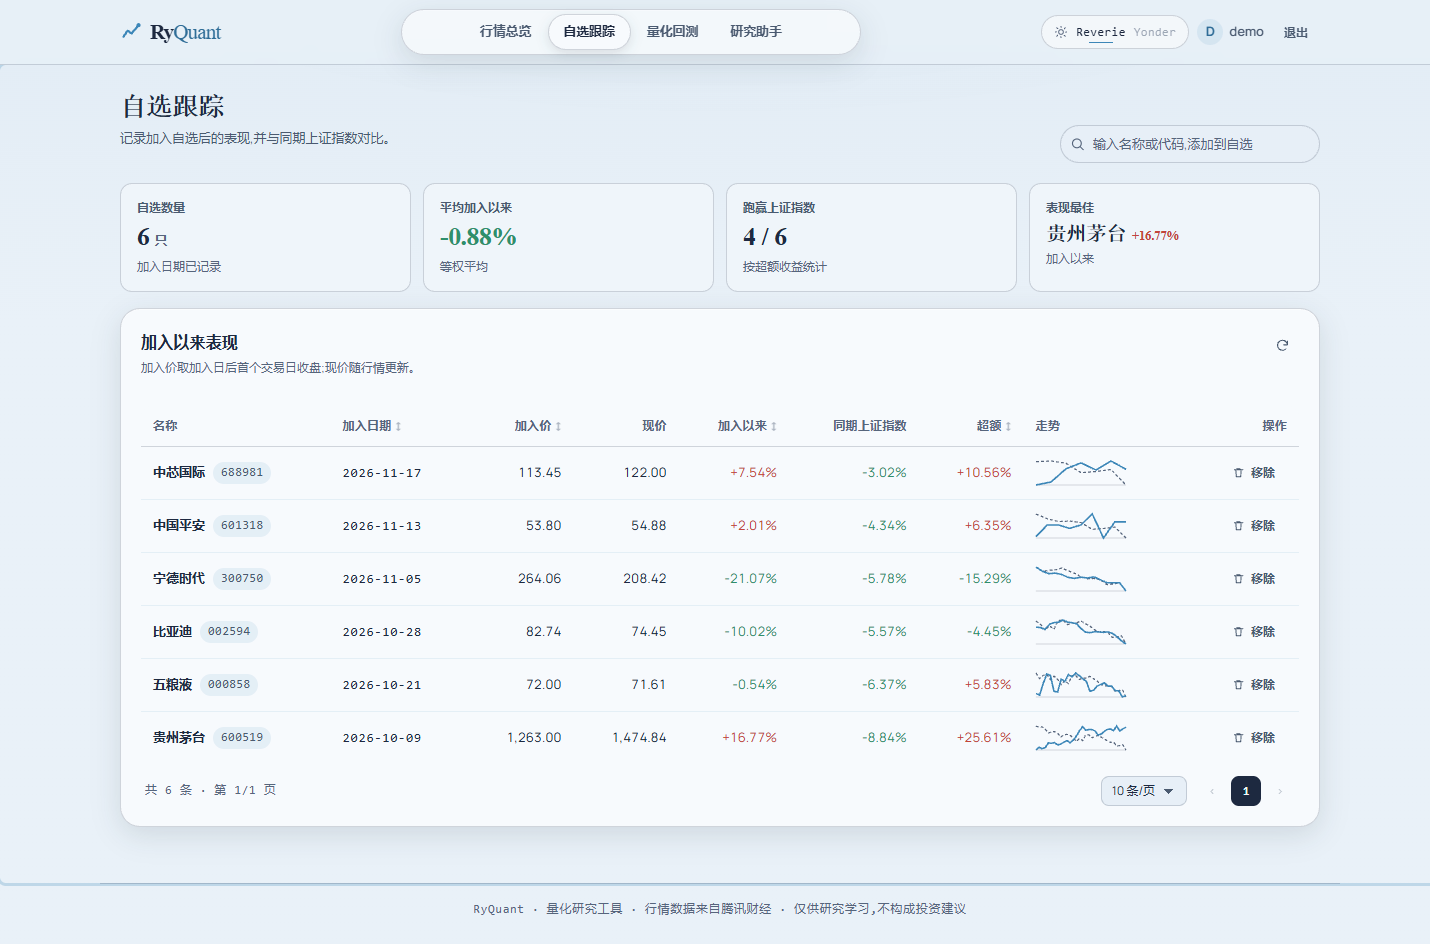 RyQuant
行情总览 自选跟踪 量化回测 研究助手
Reverie Yonder
D demo 退出
自选跟踪
记录加入自选后的表现,并与同期上证指数对比。
输入名称或代码,添加到自选
自选数量
6 只
加入日期已记录
平均加入以来
-0.88%
等权平均
跑赢上证指数
4 / 6
按超额收益统计
表现最佳
贵州茅台 +16.77%
加入以来
加入以来表现
加入价取加入日后首个交易日收盘;现价随行情更新。
名称 加入日期 加入价 现价 加入以来 同期上证指数 超额 走势 操作
中芯国际 688981 2026-11-17 113.45 122.00 +7.54% -3.02% +10.56% 移除
中国平安 601318 2026-11-13 53.80 54.88 +2.01% -4.34% +6.35% 移除
宁德时代 300750 2026-11-05 264.06 208.42 -21.07% -5.78% -15.29% 移除
比亚迪 002594 2026-10-28 82.74 74.45 -10.02% -5.57% -4.45% 移除
五粮液 000858 2026-10-21 72.00 71.61 -0.54% -6.37% +5.83% 移除
贵州茅台 600519 2026-10-09 1,263.00 1,474.84 +16.77% -8.84% +25.61% 移除
共 6 条 · 第 1/1 页
10 条/页 ‹ 1 ›
RyQuant · 量化研究工具 · 行情数据来自腾讯财经 · 仅供研究学习,不构成投资建议